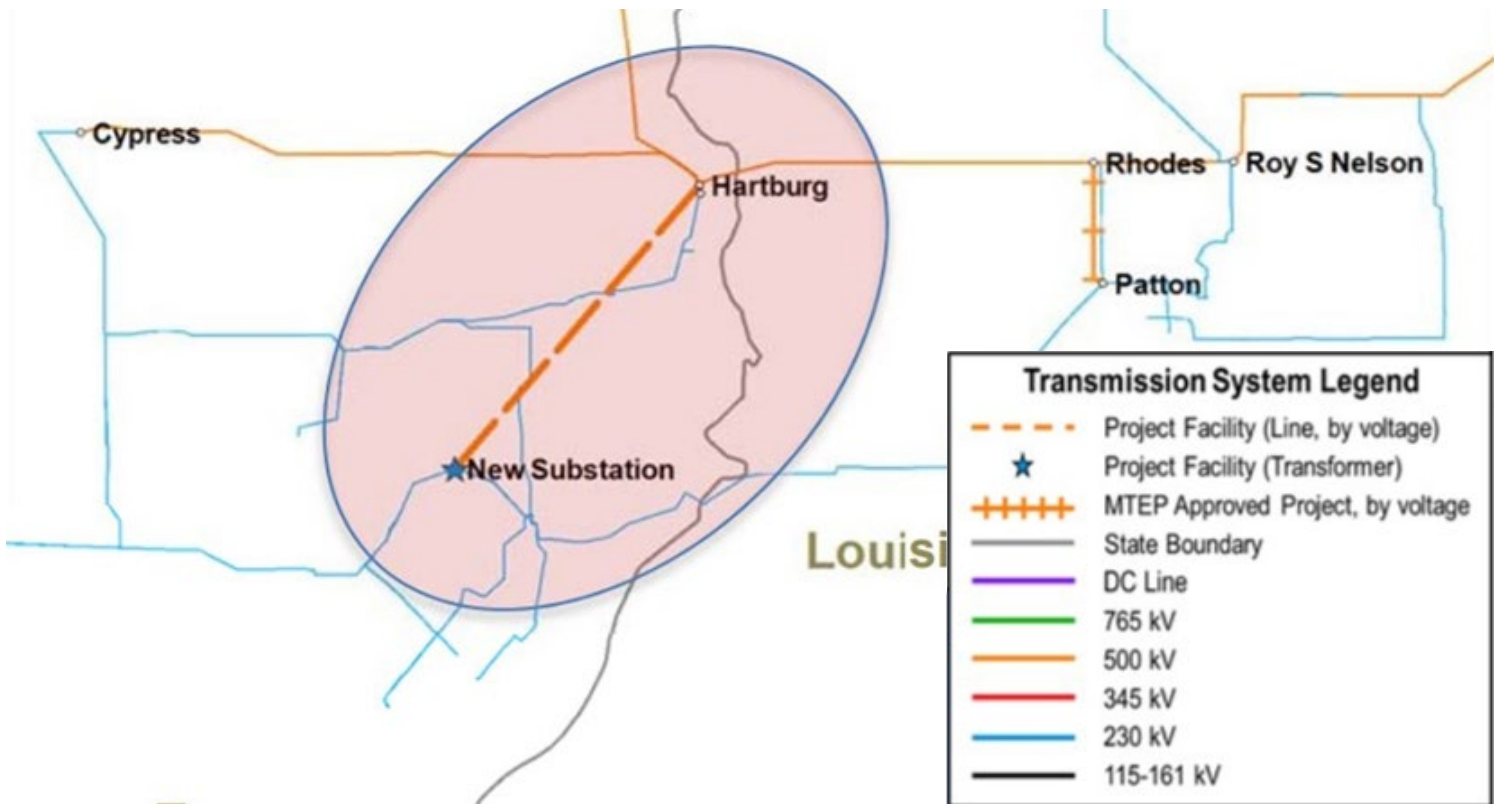 Cypress
Rhodes
Roy S Nelson
Hartburg
Patton
New Substation
Louisi
Transmission System Legend
Project Facility (Line, by voltage)
Project Facility (Transformer)
MTEP Approved Project, by voltage
State Boundary
DC Line
765 kV
500 kV
345 kV
230 kV
115-161 kV